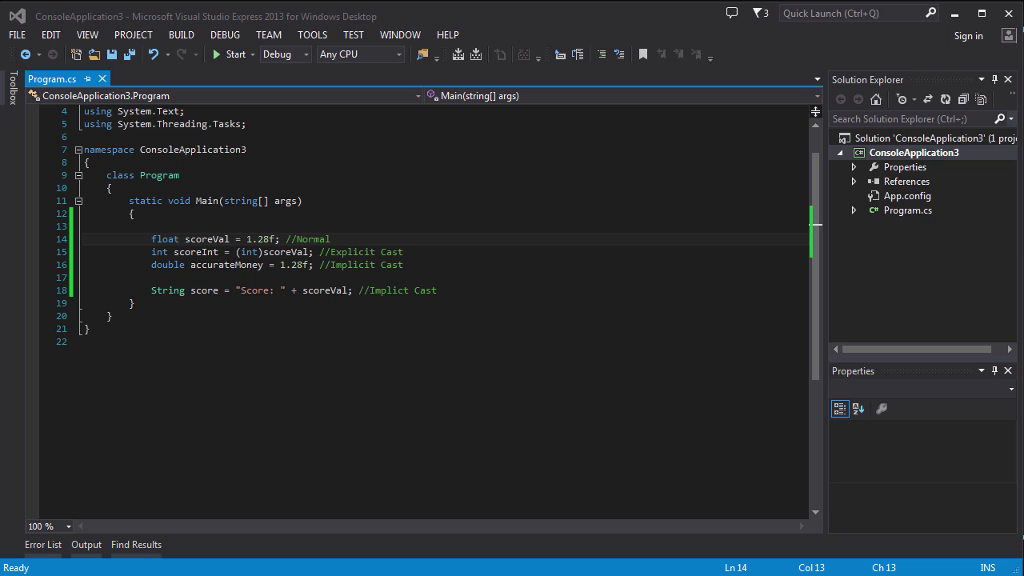 ConsoleApplication3 - Microsoft Visual Studio Express 2013 for Windows Desktop
3
Quick Launch (Ctrl+Q)
FILE EDIT VIEW PROJECT BUILD DEBUG TEAM TOOLS TEST WINDOW HELP
Sign in
Start Debug Any CPU
Toolbox
Program.cs
ConsoleApplication3.Program
Main(string[] args)
4 using System.Text;
5 using System.Threading.Tasks;
6
7 namespace ConsoleApplication3
8 {
9 class Program
10 {
11 static void Main(string[] args)
12 {
13
14 float scoreVal = 1.28f; //Normal
15 int scoreInt = (int)scoreVal; //Explicit Cast
16 double accurateMoney = 1.28f; //Implicit Cast
17
18 String score = "Score: " + scoreVal; //Implict Cast
19 }
20 }
21 }
22
100 %
Solution Explorer
Search Solution Explorer (Ctrl+;)
Solution 'ConsoleApplication3' (1 proj
C# ConsoleApplication3
Properties
References
App.config
C# Program.cs
Properties
Error List Output Find Results
Ready Ln 14 Col 13 Ch 13 INS